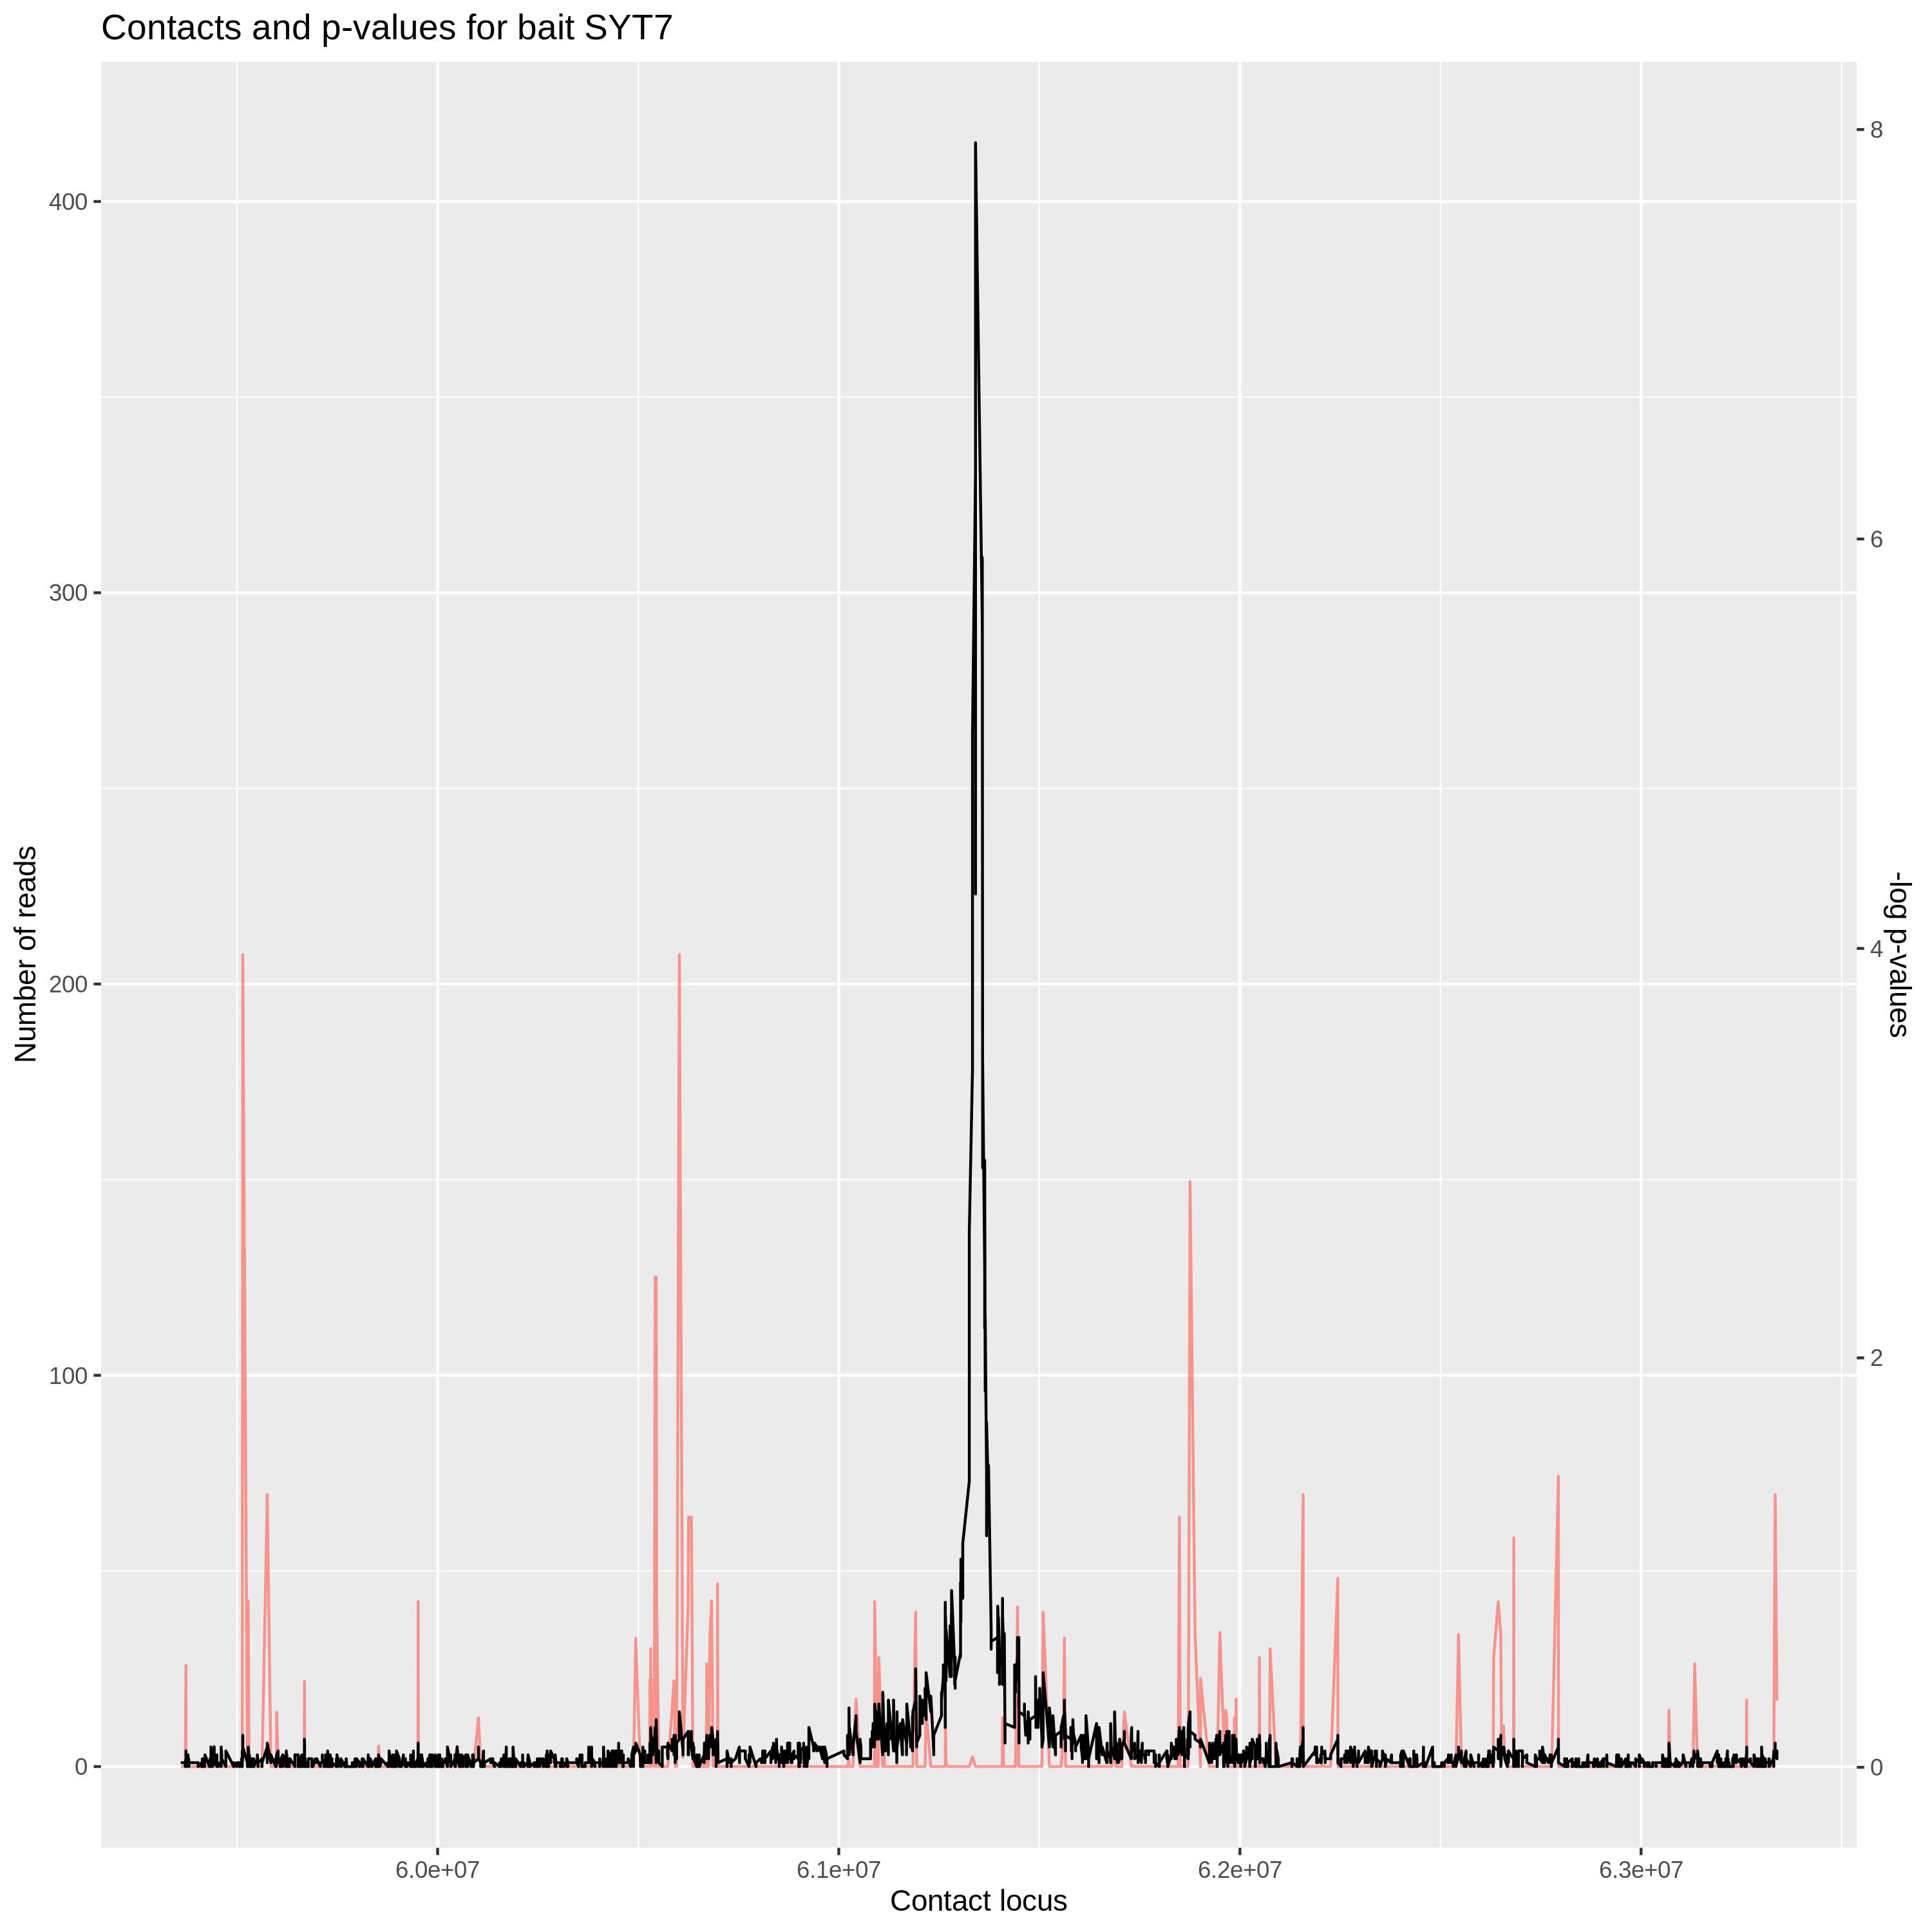 Contacts and p-values for bait SYT7
400
300
200
100
0
Number of reads
8
6
4
2
0
-log p-values
6.0e+07
6.1e+07
6.2e+07
6.3e+07
Contact locus